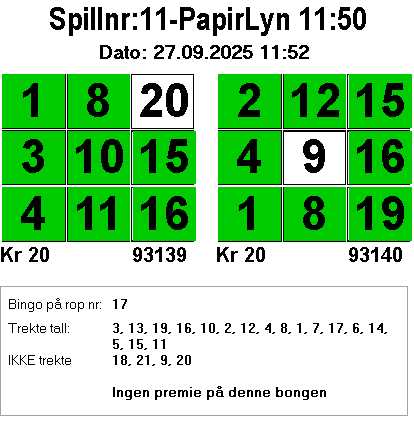 Spillnr:11-PapirLyn 11:50
Dato: 27.09.2025 11:52
1 8 20 2 12 15
3 10 15 4 9 16
4 11 16 1 8 19
Kr 20 93139 Kr 20 93140
Bingo på rop nr: 17
Trekte tall: 3, 13, 19, 16, 10, 2, 12, 4, 8, 1, 7, 17, 6, 14,
5, 15, 11
IKKE trekte 18, 21, 9, 20
Ingen premie på denne bongen